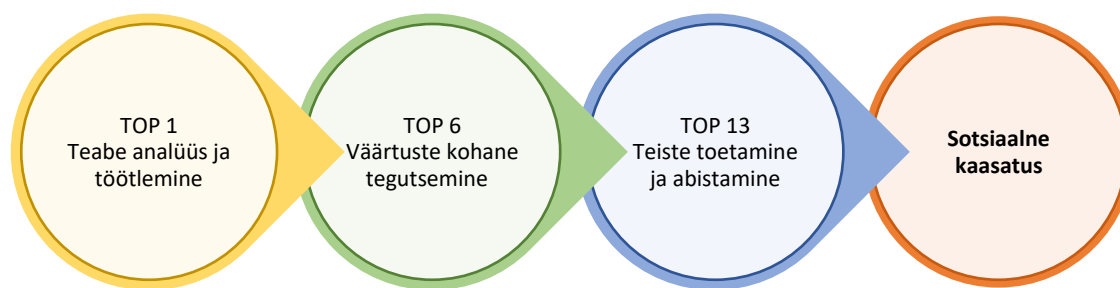 TOP 1
Teabe analüüs ja
töötlemine
TOP 6
Väärtuste kohane
tegutsemine
TOP 13
Teiste toetamine
ja abistamine
Sotsiaalne
kaasatus